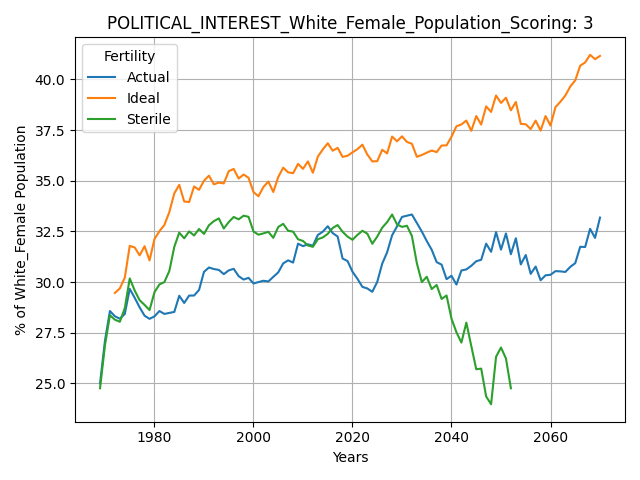 POLITICAL_INTEREST_White_Female_Population_Scoring: 3
Fertility
Actual
Ideal
Sterile
% of White_Female Population
40.0
37.5
35.0
32.5
30.0
27.5
25.0
1980 2000 2020 2040 2060
Years